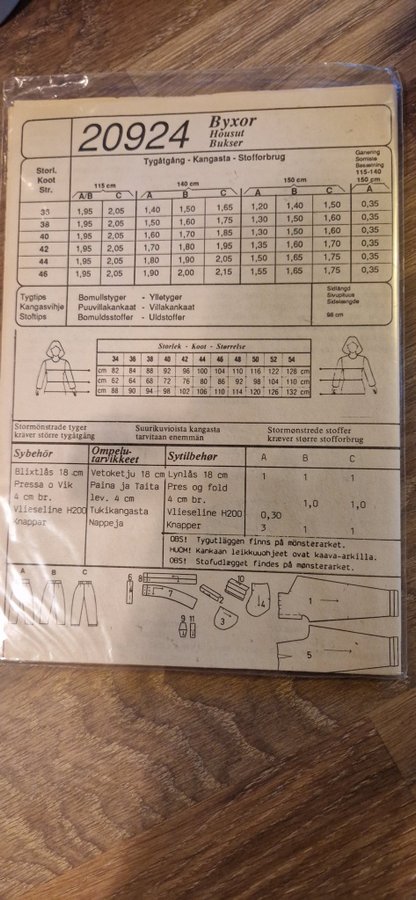 20924 Byxor
Housut
Bukser
Tygåtgång - Kangasta - Stofforbrug
Garnering
Somiste
Besætning
115-140
150 cm
Storl. 115 cm 140 cm 150 cm
Koot
Str. A/B C A B C A B C A
36 1,95 2,05 1,40 1,50 1,65 1,20 1,40 1,50 0,35
38 1,95 2,05 1,50 1,60 1,75 1,30 1,50 1,60 0,35
40 1,95 2,05 1,60 1,70 1,85 1,30 1,50 1,70 0,35
42 1,95 2,05 1,70 1,80 1,95 1,35 1,60 1,70 0,35
44 1,95 2,05 1,80 1,90 2,05 1,50 1,65 1,75 0,35
46 1,95 2,05 1,90 2,00 2,15 1,55 1,65 1,75 0,35
Tygtips Bomullstyger - Ylletyger
Kangasvihje Puuvillakankaat - Villakankaat
Stoftips Bomuldsstoffer - Uldstoffer
Sidlängd
Sivupituus
Sidelængde
98 cm
Storlek - Koot - Størrelse
34 36 38 40 42 44 46 48 50 52 54
cm 82 84 88 92 96 100 104 110 116 122 128 cm
cm 62 64 68 72 76 80 86 92 98 104 110 cm
cm 88 90 94 98 102 106 110 114 120 126 132 cm
Stormönstrade tyger Suurikuvioista kangasta Stormønstrede stoffer
kräver större tygåtgång tarvitaan enemmän kræver større stofforbrug
Sybehör Ompelu- Sytilbehør A B C
tarvikkeet
Blixtlås 18 cm Vetoketju 18 cm Lynlås 18 cm 1 1 1
Pressa o Vik Paina ja Taita Pres og fold
4 cm br. lev. 4 cm 4 cm br. 1,0 1,0
Vlieseline H200 Tukikangasta Vlieseline H200 0,30
Knappar Nappeja Knapper 3 1 1
OBS! Tygutläggen finns på mönsterarket.
HUOM! Kankaan leikkuuohjeet ovat kaava-arkilla.
OBS! Stofudlægget findes på mønsterarket.
A B C
6 8 7 10 4 1
9 11 3
5